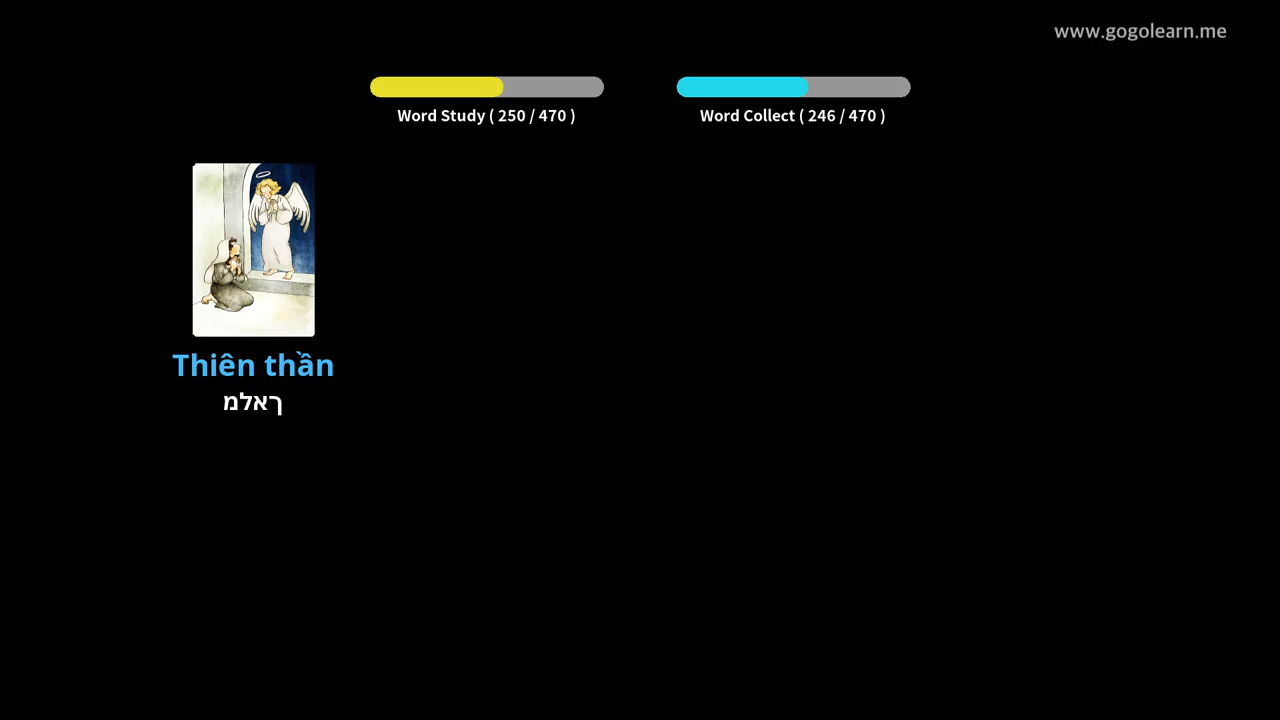 www.gogolearn.me
Word Study ( 250 / 470 )
Word Collect ( 246 / 470 )
Thiên thần
ךאלמ